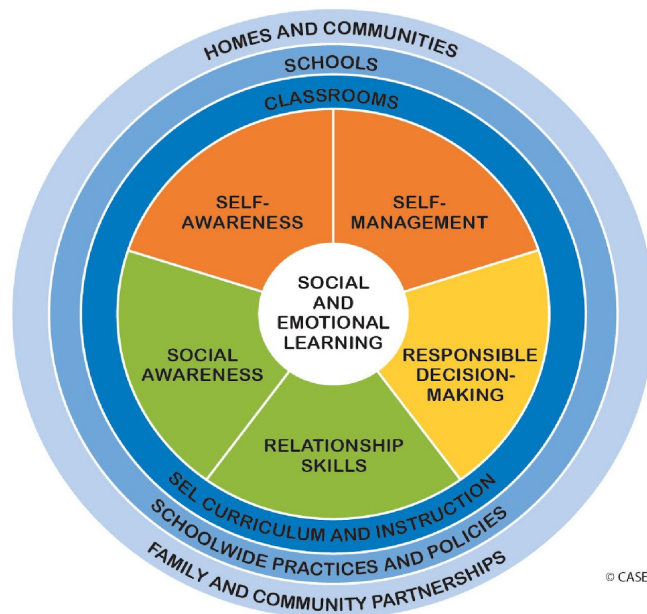 HOMES AND COMMUNITIES
SCHOOLS
CLASSROOMS
SELF-
AWARENESS
SELF-
MANAGEMENT
SOCIAL
AND
EMOTIONAL
LEARNING
SOCIAL
AWARENESS
RESPONSIBLE
DECISION-
MAKING
RELATIONSHIP
SKILLS
SEL CURRICULUM AND INSTRUCTION
SCHOOLWIDE PRACTICES AND POLICIES
FAMILY AND COMMUNITY PARTNERSHIPS
© CASE